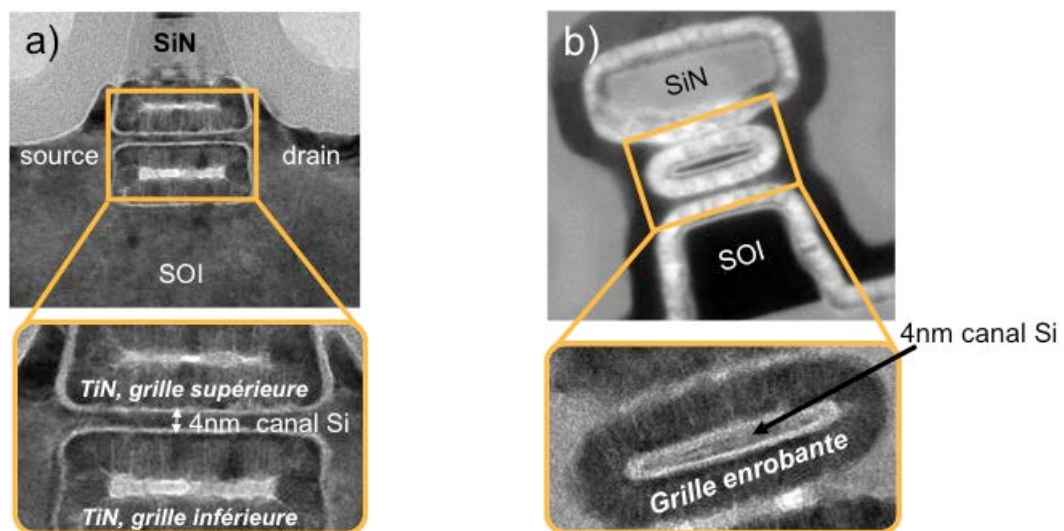 a)
SiN
source
drain
SOI
TiN, grille supérieure
4nm canal Si
TiN, grille inférieure
b)
SiN
SOI
4nm canal Si
Grille enrobante